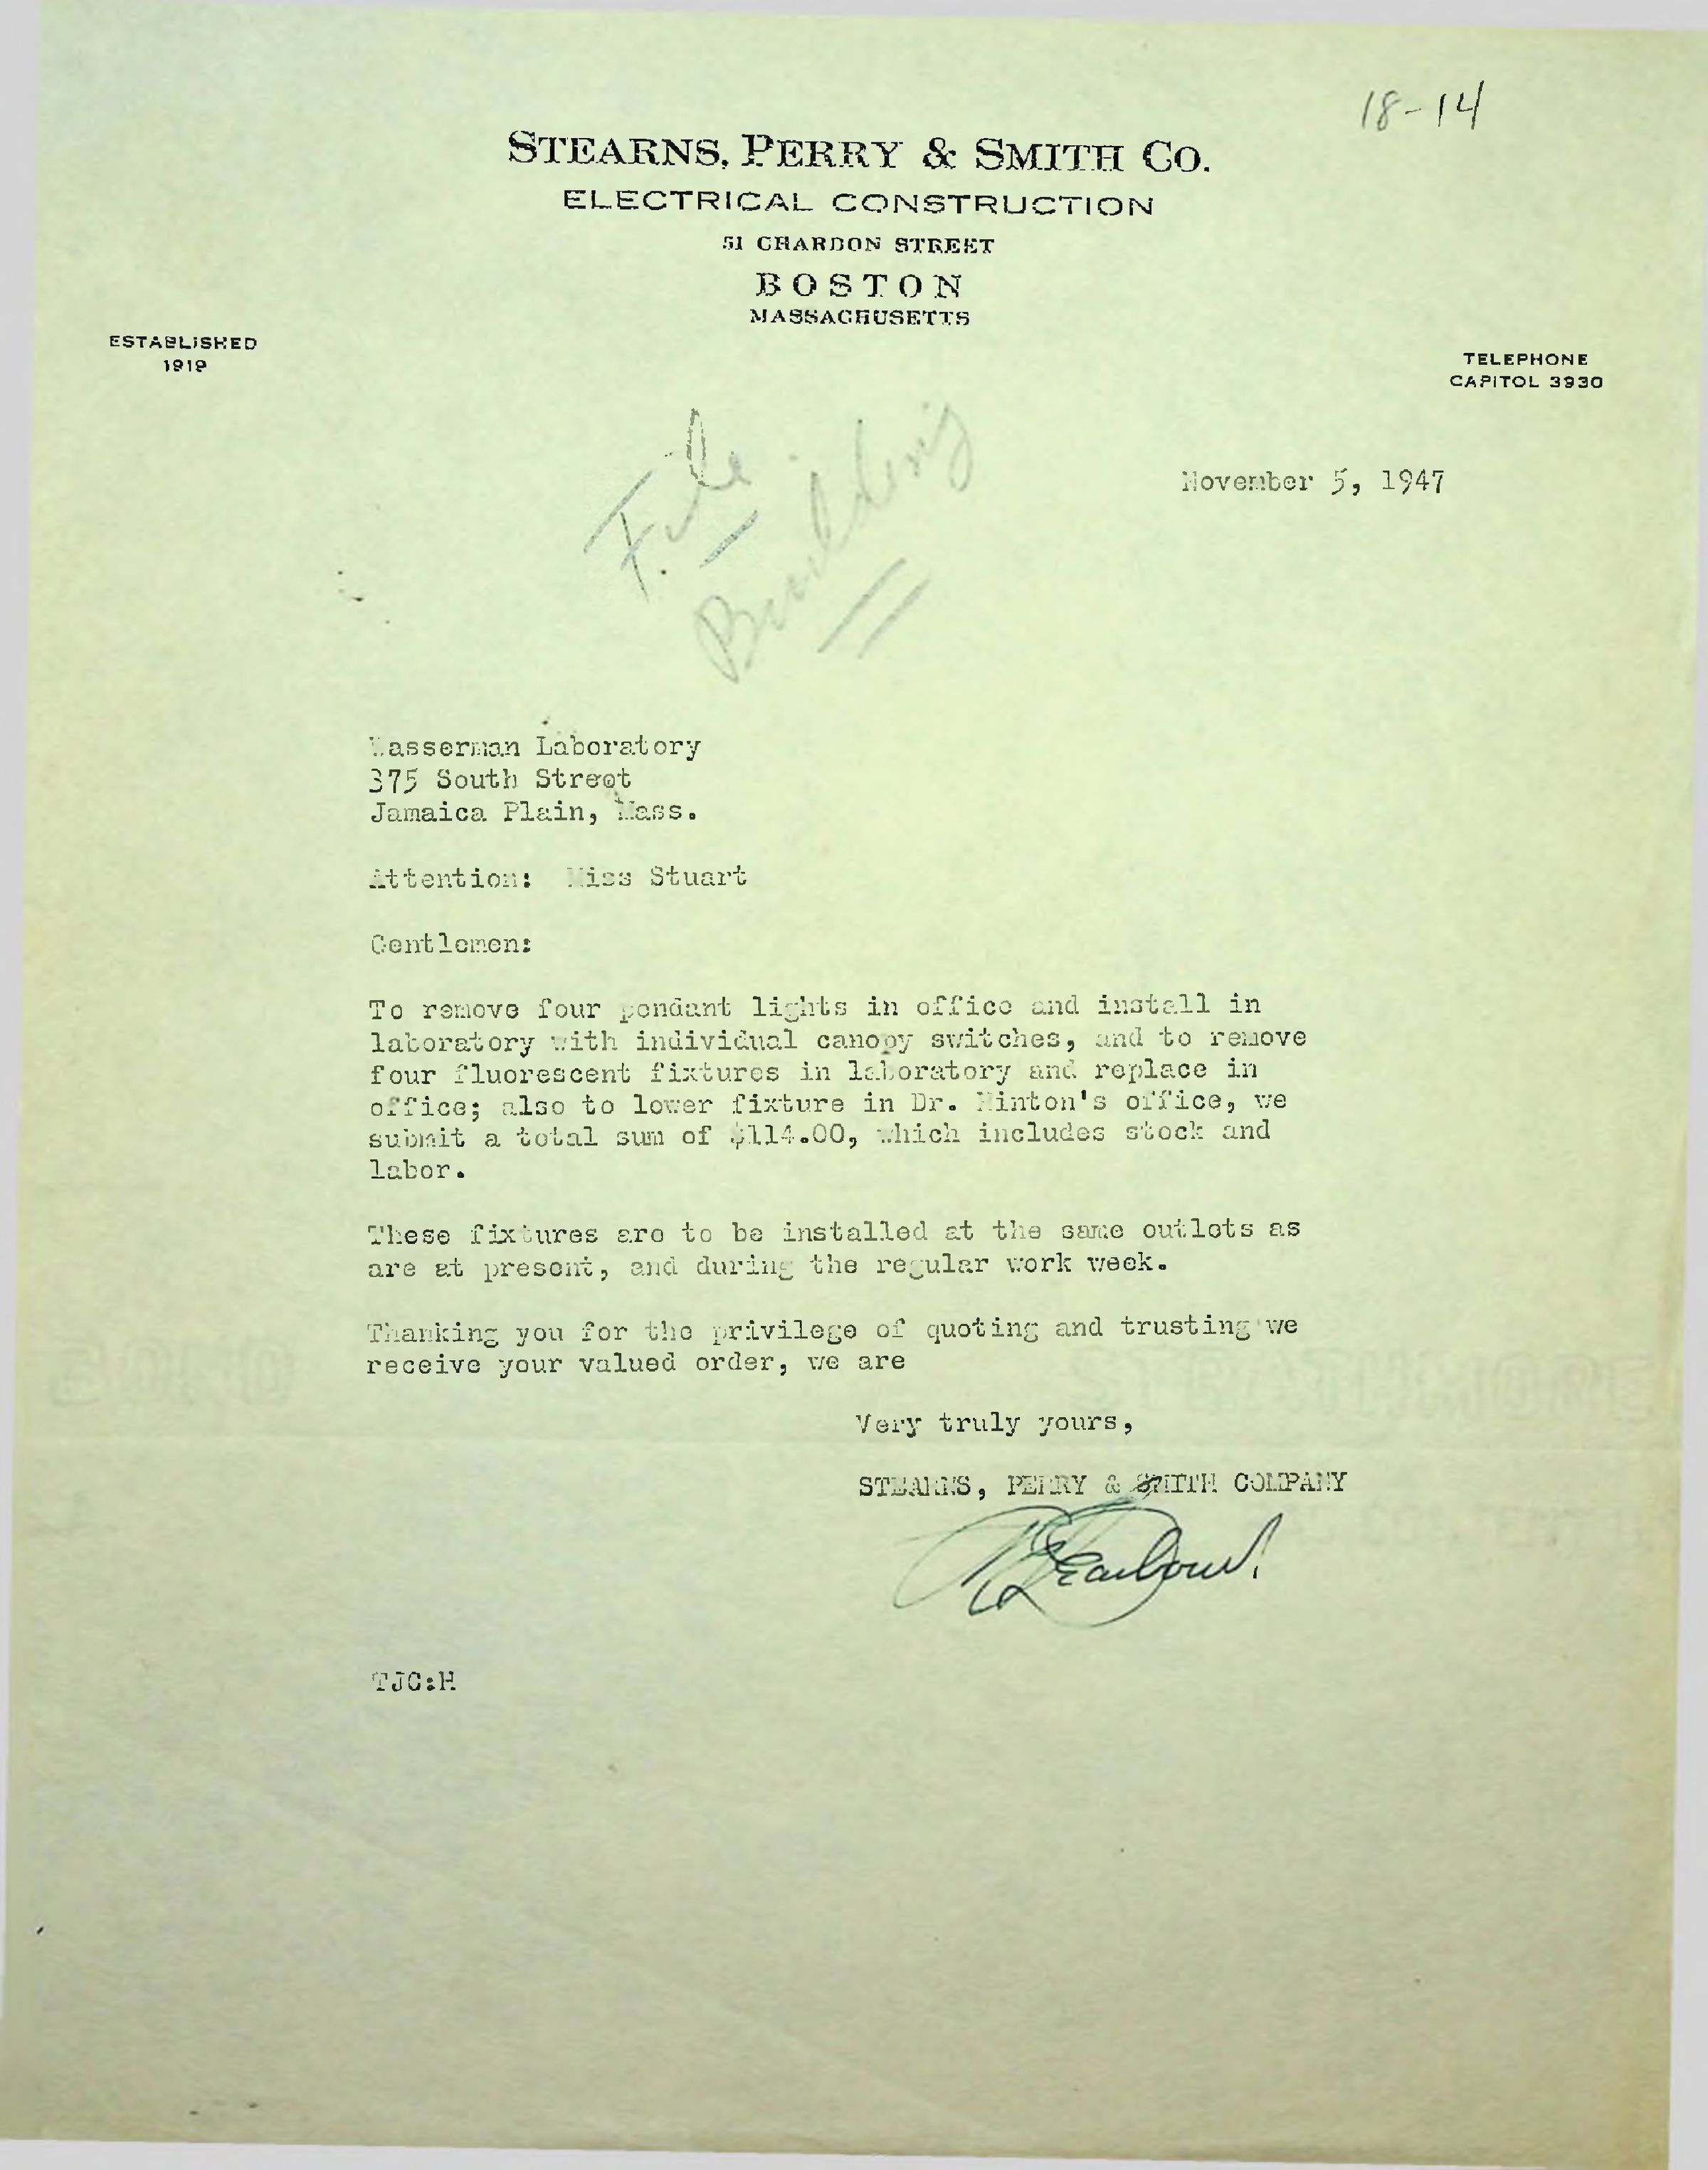 18-14
STEARNS, PERRY & SMITH CO.
ELECTRICAL CONSTRUCTION
51 CHARDON STREET
BOSTON
MASSACHUSETTS
ESTABLISHED
1919
TELEPHONE
CAPITOL 3930
File
Building
November 5, 1947
Wasserman Laboratory
375 South Street
Jamaica Plain, Mass.
Attention: Miss Stuart
Gentlemen:
To remove four pendant lights in office and install in
laboratory with individual canopy switches, and to remove
four fluorescent fixtures in laboratory and replace in
office; also to lower fixture in Dr. Hinton's office, we
submit a total sum of $114.00, which includes stock and
labor.
These fixtures are to be installed at the same outlets as
are at present, and during the regular work week.
Thanking you for the privilege of quoting and trusting we
receive your valued order, we are
Very truly yours,
STEARNS, PERRY & SMITH COMPANY
TJC:H